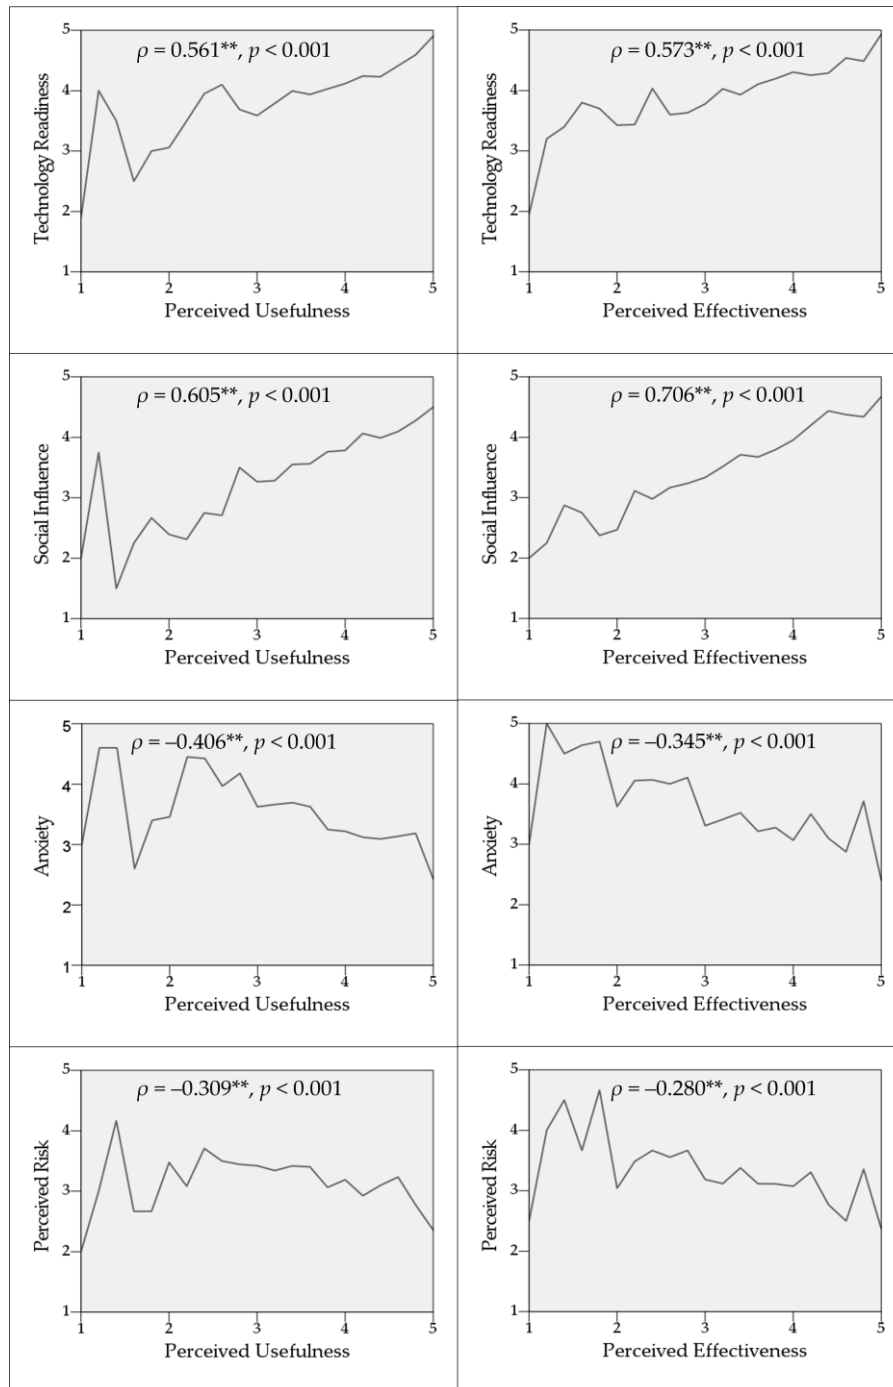 ρ = 0.561**, p < 0.001
Technology Readiness
5
4
3
2
1
1 2 3 4 5
Perceived Usefulness
ρ = 0.573**, p < 0.001
Technology Readiness
5
4
3
2
1
1 2 3 4 5
Perceived Effectiveness
ρ = 0.605**, p < 0.001
Social Influence
5
4
3
2
1
1 2 3 4 5
Perceived Usefulness
ρ = 0.706**, p < 0.001
Social Influence
5
4
3
2
1
1 2 3 4 5
Perceived Effectiveness
ρ = –0.406**, p < 0.001
Anxiety
5
4
3
2
1
1 2 3 4 5
Perceived Usefulness
ρ = –0.345**, p < 0.001
Anxiety
5
4
3
2
1
1 2 3 4 5
Perceived Effectiveness
ρ = –0.309**, p < 0.001
Perceived Risk
5
4
3
2
1
1 2 3 4 5
Perceived Usefulness
ρ = –0.280**, p < 0.001
Perceived Risk
5
4
3
2
1
1 2 3 4 5
Perceived Effectiveness